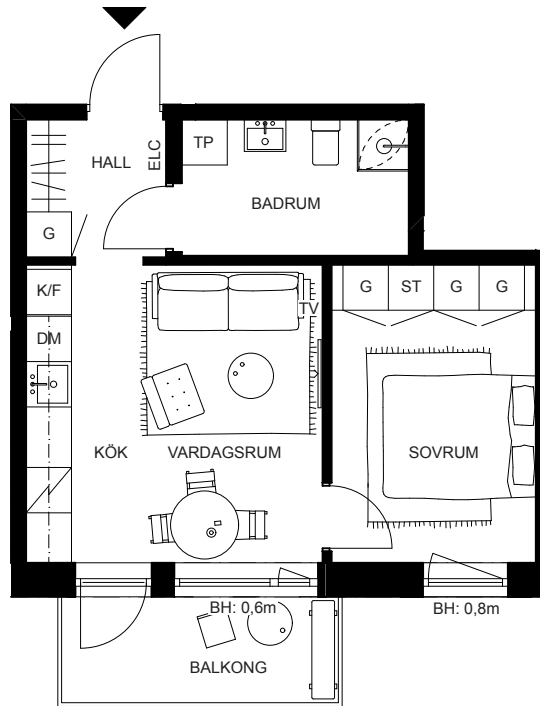 HALL
ELC
TP
BADRUM
G
K/F
DM
TV
G
ST
G
G
KÖK
VARDAGSRUM
SOVRUM
BH: 0,6m
BH: 0,8m
BALKONG